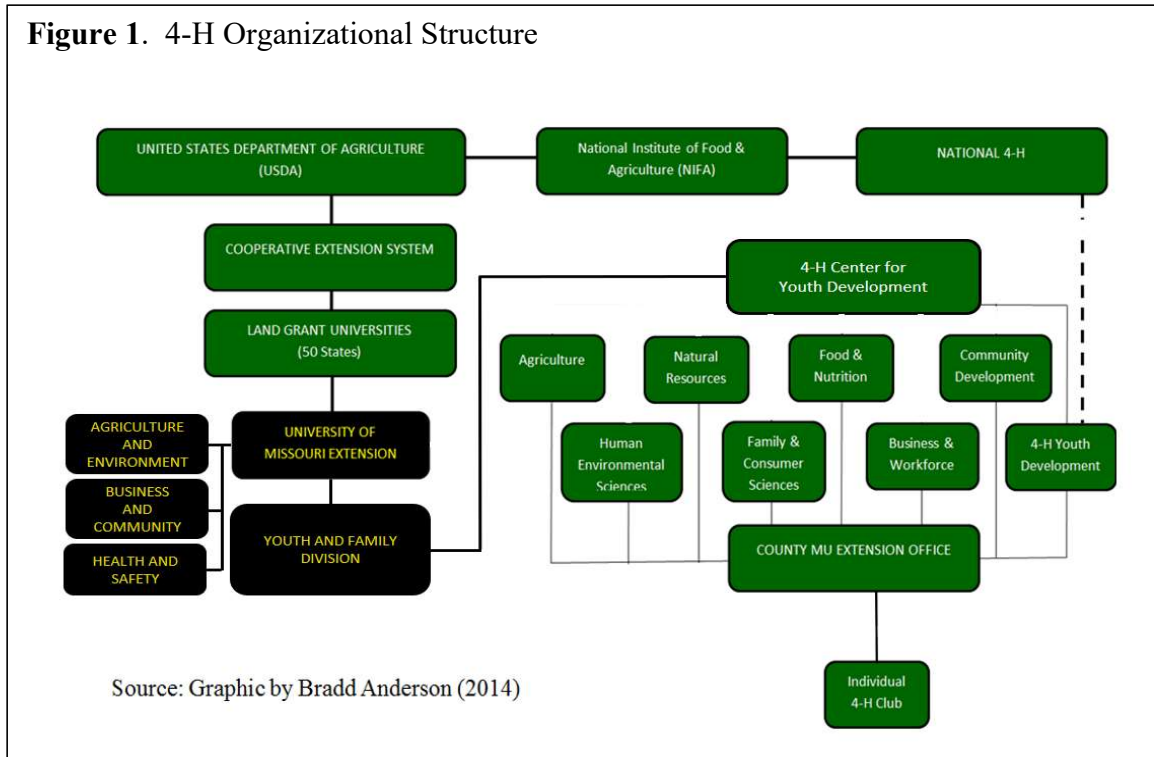 Figure 1. 4-H Organizational Structure
UNITED STATES DEPARTMENT OF AGRICULTURE
(USDA)
National Institute of Food &
Agriculture (NIFA)
NATIONAL 4-H
COOPERATIVE EXTENSION SYSTEM
4-H Center for
Youth Development
LAND GRANT UNIVERSITIES
(50 States)
Agriculture
Natural
Resources
Food &
Nutrition
Community
Development
AGRICULTURE
AND
ENVIRONMENT
UNIVERSITY OF
MISSOURI EXTENSION
Human
Environmental
Sciences
Family &
Consumer
Sciences
Business &
Workforce
4-H Youth
Development
BUSINESS
AND
COMMUNITY
YOUTH AND FAMILY
DIVISION
COUNTY MU EXTENSION OFFICE
HEALTH AND
SAFETY
Individual
4-H Club
Source: Graphic by Bradd Anderson (2014)